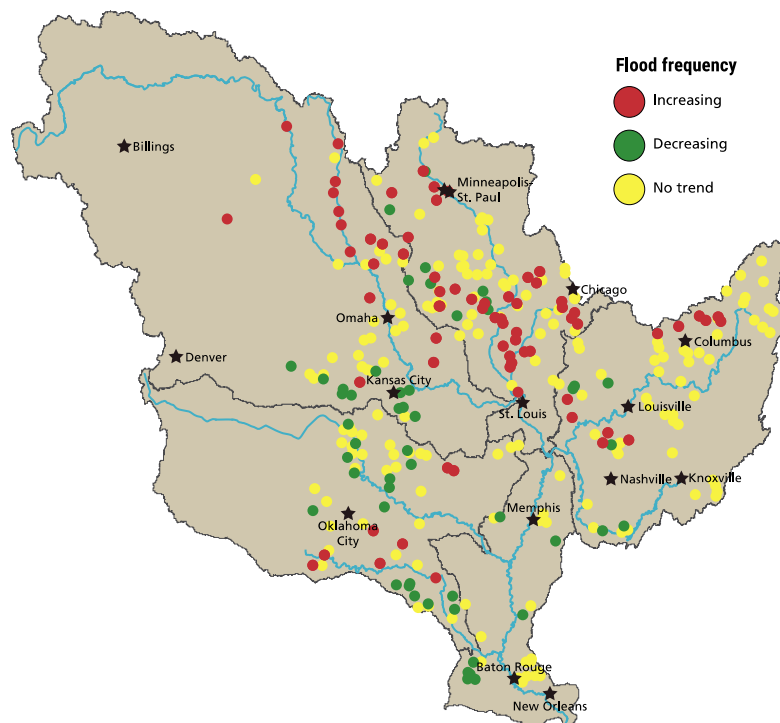 Flood frequency
Increasing
Decreasing
No trend
Billings
Minneapolis-
St. Paul
Chicago
Omaha
Columbus
Denver
Kansas City
St. Louis
Louisville
Nashville
Knoxville
Memphis
Oklahoma
City
Baton Rouge
New Orleans